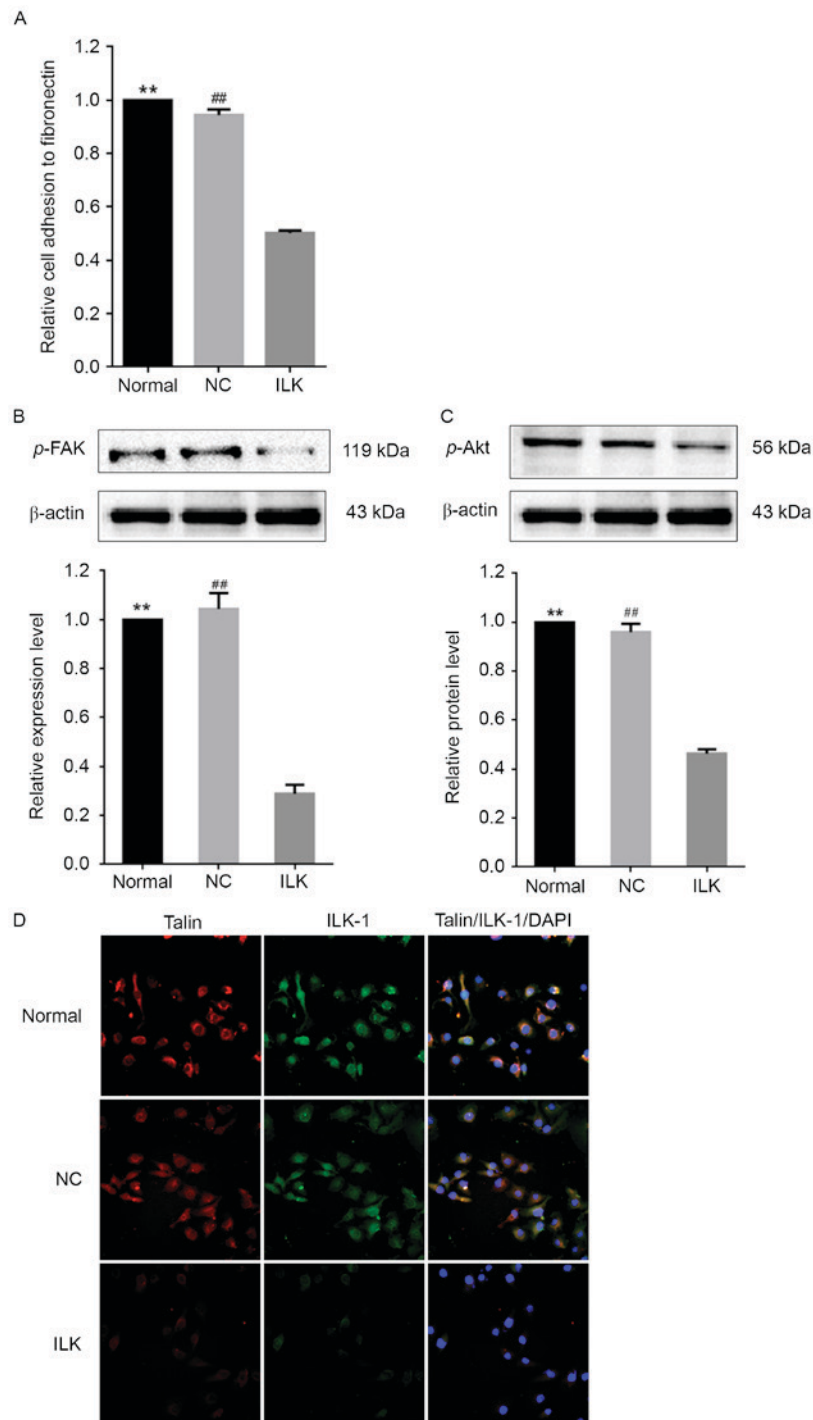 A
Relative cell adhesion to fibronectin
1.2
1.0
0.8
0.6
0.4
0.2
0.0
**
##
Normal NC ILK
B
p-FAK 119 kDa
β-actin 43 kDa
Relative expression level
1.2
1.0
0.8
0.6
0.4
0.2
0.0
**
##
Normal NC ILK
C
p-Akt 56 kDa
β-actin 43 kDa
Relative protein level
1.2
1.0
0.8
0.6
0.4
0.2
0.0
**
##
Normal NC ILK
D
Talin ILK-1 Talin/ILK-1/DAPI
Normal
NC
ILK